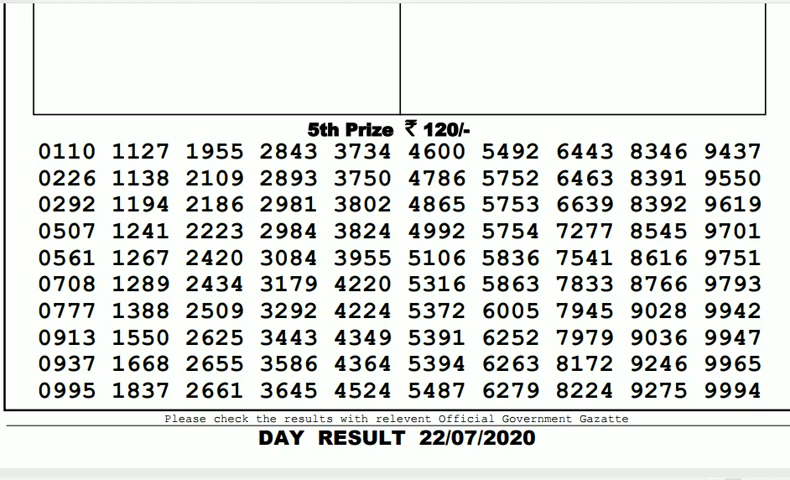 5th Prize ₹ 120/-
0110 1127 1955 2843 3734 4600 5492 6443 8346 9437
0226 1138 2109 2893 3750 4786 5752 6463 8391 9550
0292 1194 2186 2981 3802 4865 5753 6639 8392 9619
0507 1241 2223 2984 3824 4992 5754 7277 8545 9701
0561 1267 2420 3084 3955 5106 5836 7541 8616 9751
0708 1289 2434 3179 4220 5316 5863 7833 8766 9793
0777 1388 2509 3292 4224 5372 6005 7945 9028 9942
0913 1550 2625 3443 4349 5391 6252 7979 9036 9947
0937 1668 2655 3586 4364 5394 6263 8172 9246 9965
0995 1837 2661 3645 4524 5487 6279 8224 9275 9994
Please check the results with relevent Official Government Gazatte
DAY RESULT 22/07/2020